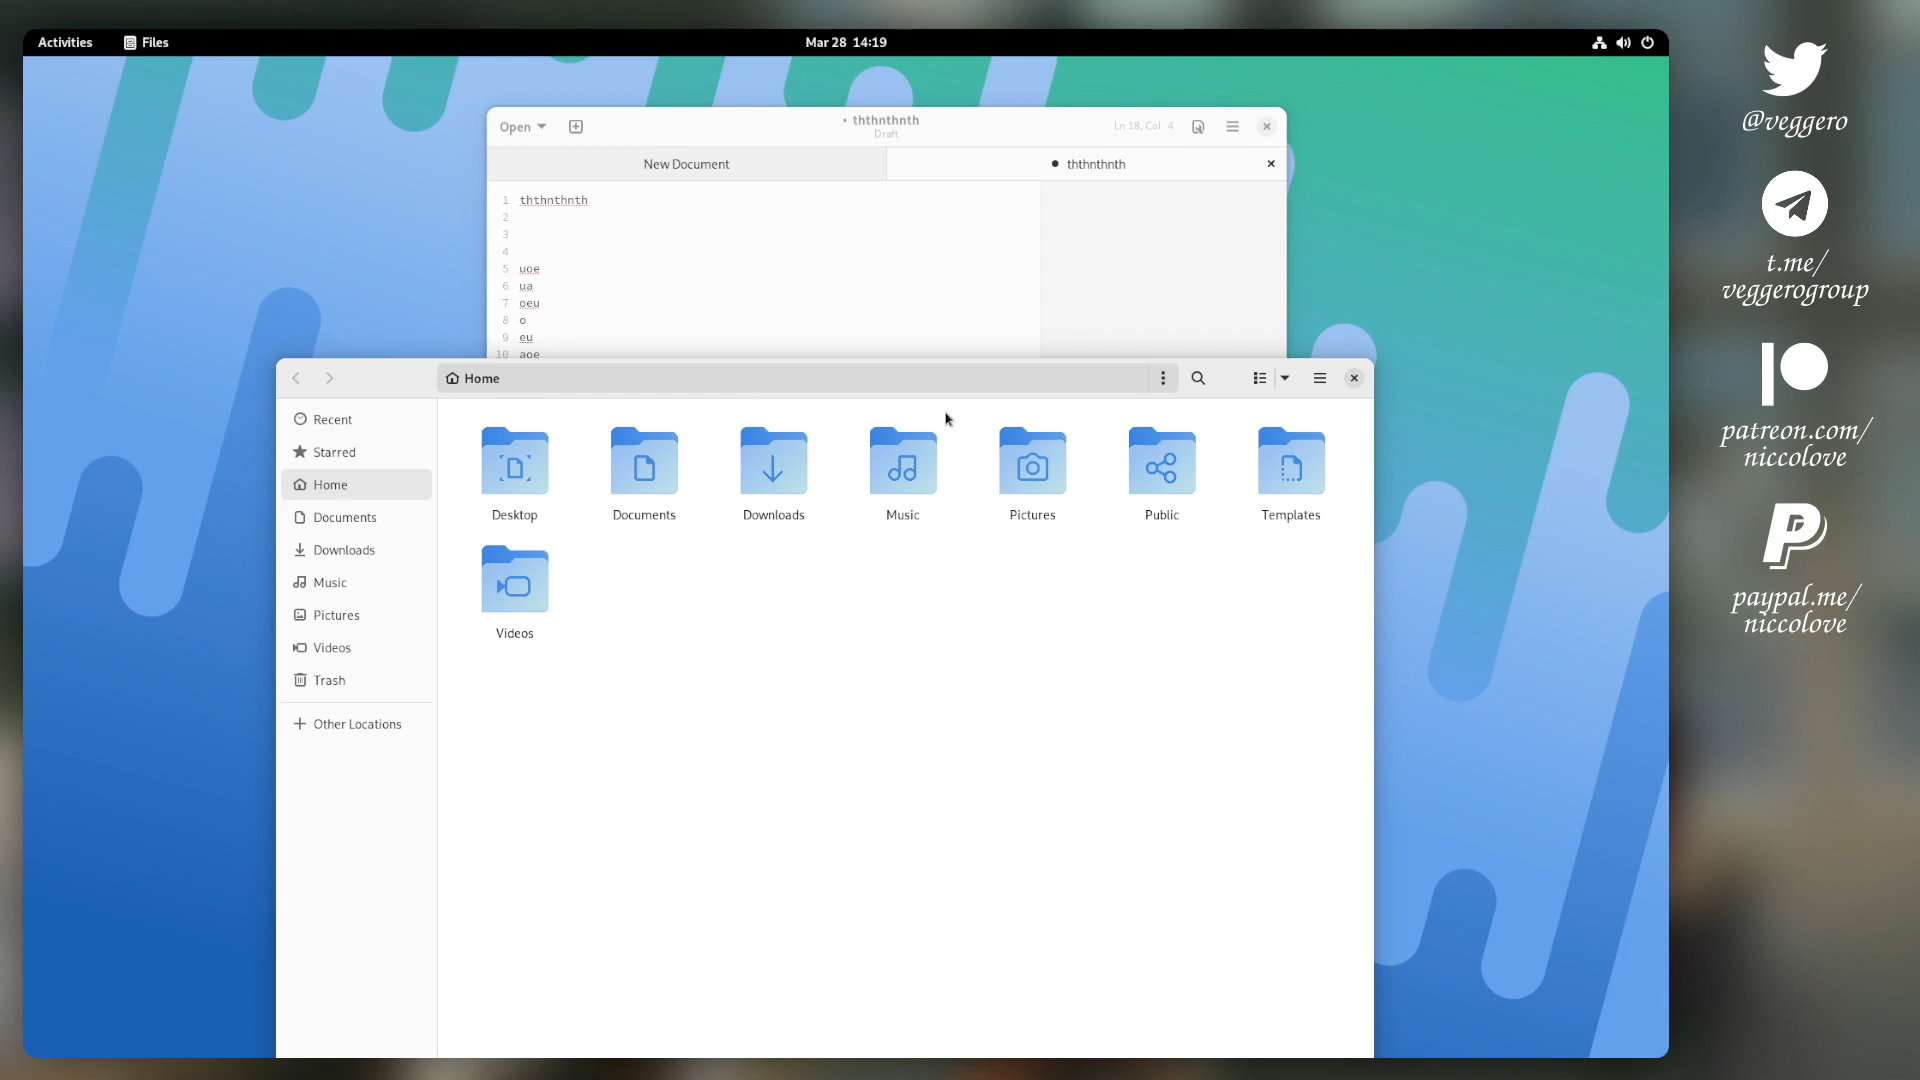 Activities
Files
Mar 28 14:19
Open
• ththnthnth
Draft
Ln 18, Col 4
New Document
● ththnthnth
1 ththnthnth
2
3
4
5 uoe
6 ua
7 oeu
8 o
9 eu
10 aoe
Home
Recent
Starred
Home
Documents
Downloads
Music
Pictures
Videos
Trash
Other Locations
Desktop
Documents
Downloads
Music
Pictures
Public
Templates
Videos
@veggero
t.me/
veggerogroup
patreon.com/
niccolove
paypal.me/
niccolove